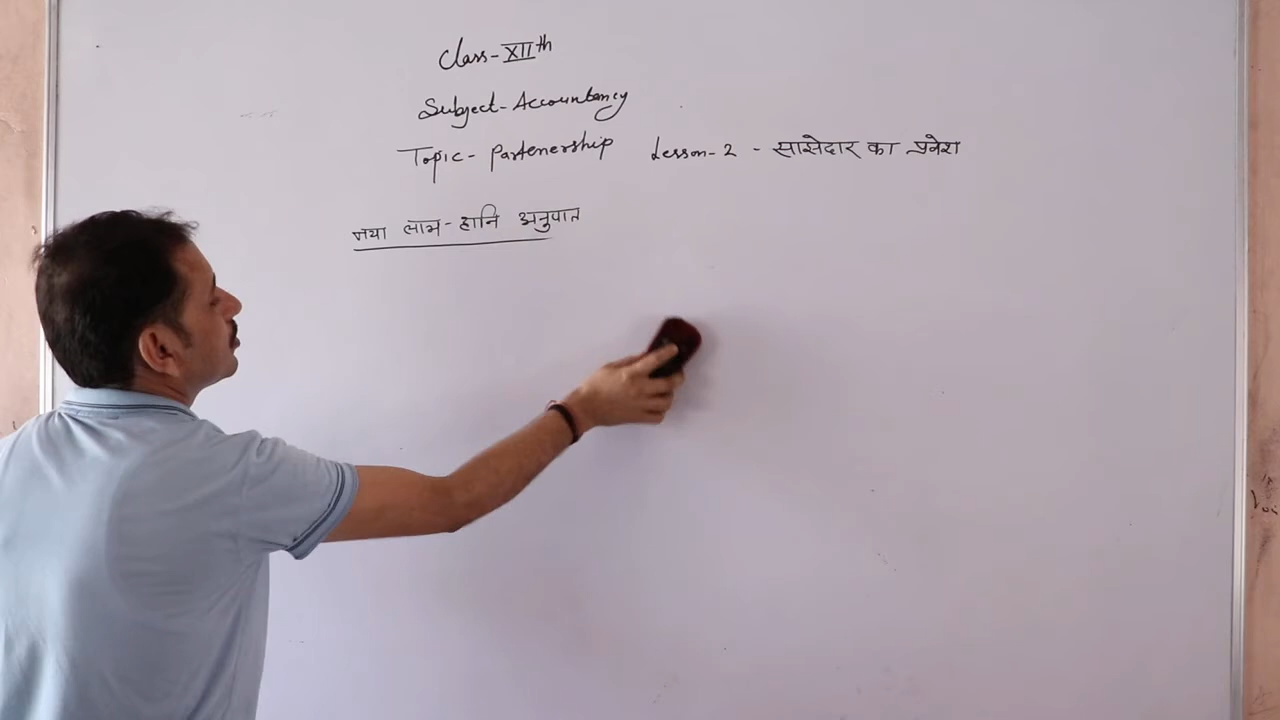 Class-XIIth
Subject-Accountancy
Topic- Partenership Lesson-2 - साझेदार का प्रवेश
नया लाभ-हानि अनुपात